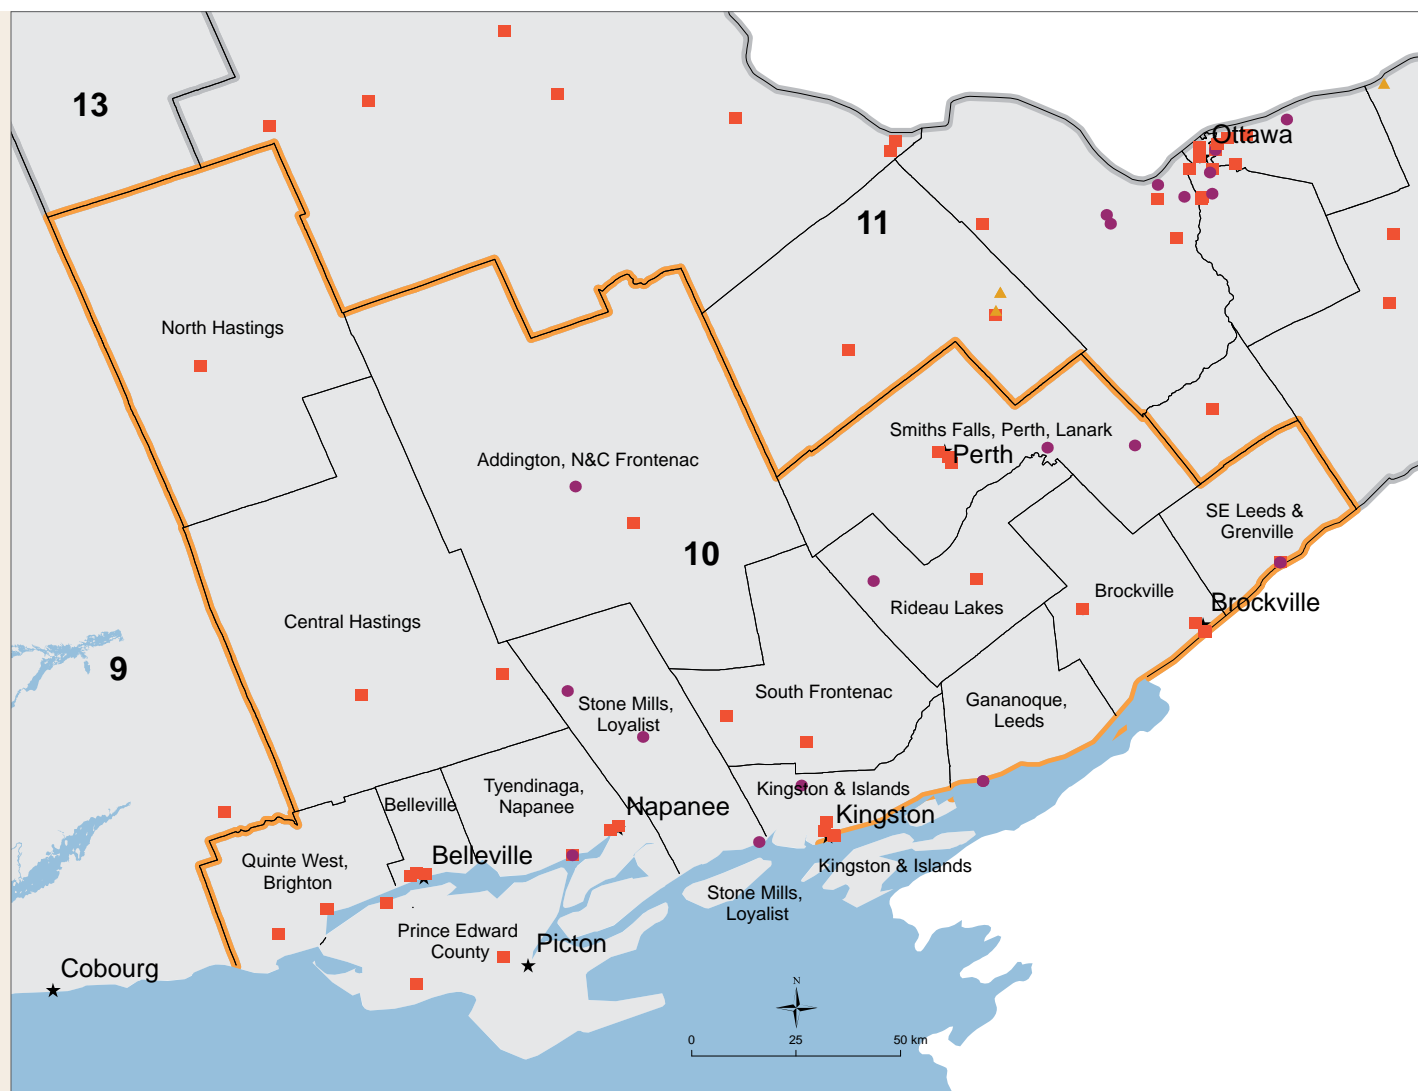 13
Ottawa
11
North Hastings
Smiths Falls, Perth, Lanark
Perth
Addington, N&C Frontenac
SE Leeds &
Grenville
10
Brockville
Brockville
Rideau Lakes
Central Hastings
9
South Frontenac
Gananoque,
Leeds
Stone Mills,
Loyalist
Tyendinaga,
Napanee
Belleville
Kingston & Islands
Napanee
Kingston
Belleville
Quinte West,
Brighton
Kingston & Islands
Stone Mills,
Loyalist
Prince Edward
County
Picton
Cobourg
N
0 25 50 km